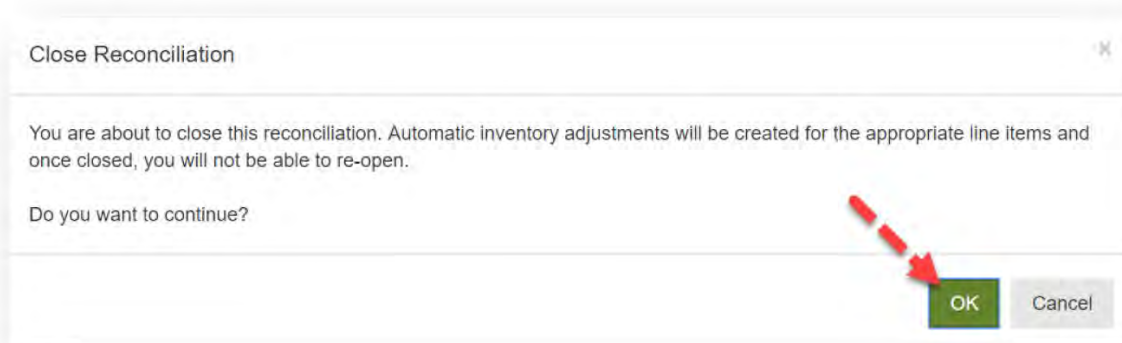 Close Reconciliation
You are about to close this reconciliation. Automatic inventory adjustments will be created for the appropriate line items and
once closed, you will not be able to re-open.
Do you want to continue?
OK Cancel